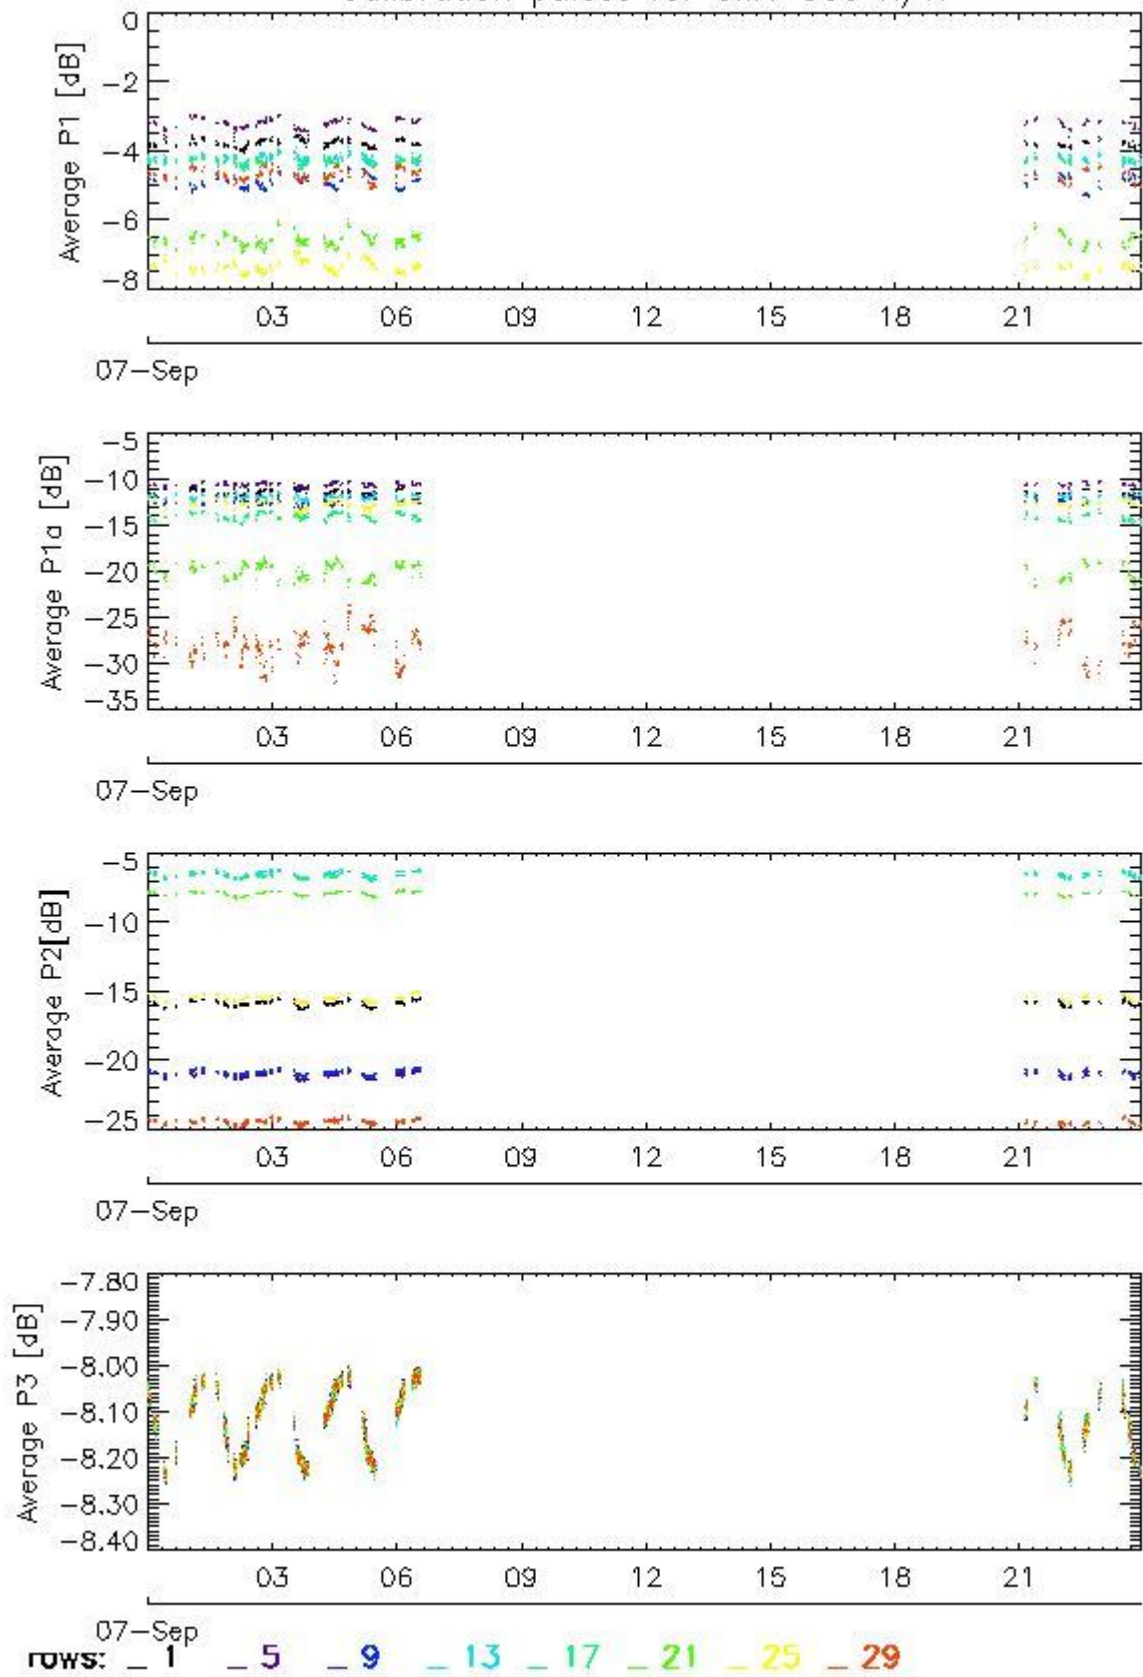 Average P1 [dB]
0
−2
−4
−6
−8
03 06 09 12 15 18 21
07−Sep
Average P1a [dB]
−5
−10
−15
−20
−25
−30
−35
03 06 09 12 15 18 21
07−Sep
Average P2[dB]
−5
−10
−15
−20
−25
03 06 09 12 15 18 21
07−Sep
Average P3 [dB]
−7.80
−7.90
−8.00
−8.10
−8.20
−8.30
−8.40
03 06 09 12 15 18 21
07−Sep
rows: _ 1 _ 5 _ 9 _ 13 _ 17 _ 21 _ 25 _ 29